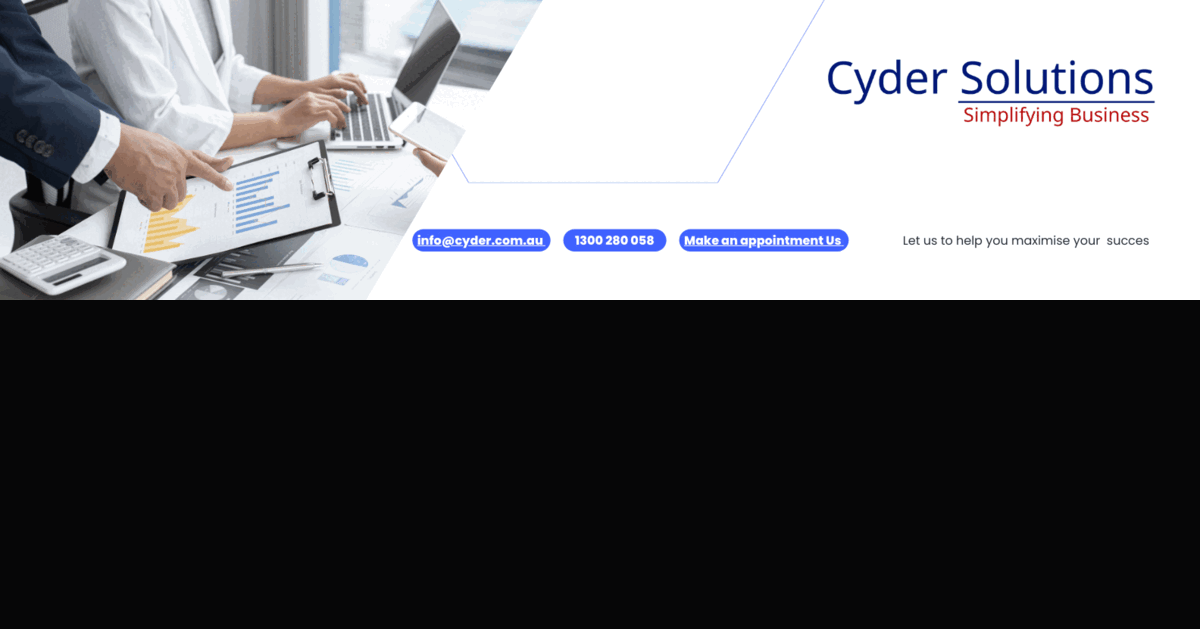 Cyder Solutions
Simplifying Business
info@cyder.com.au
1300 280 058
Make an appointment Us
Let us to help you maximise your succes